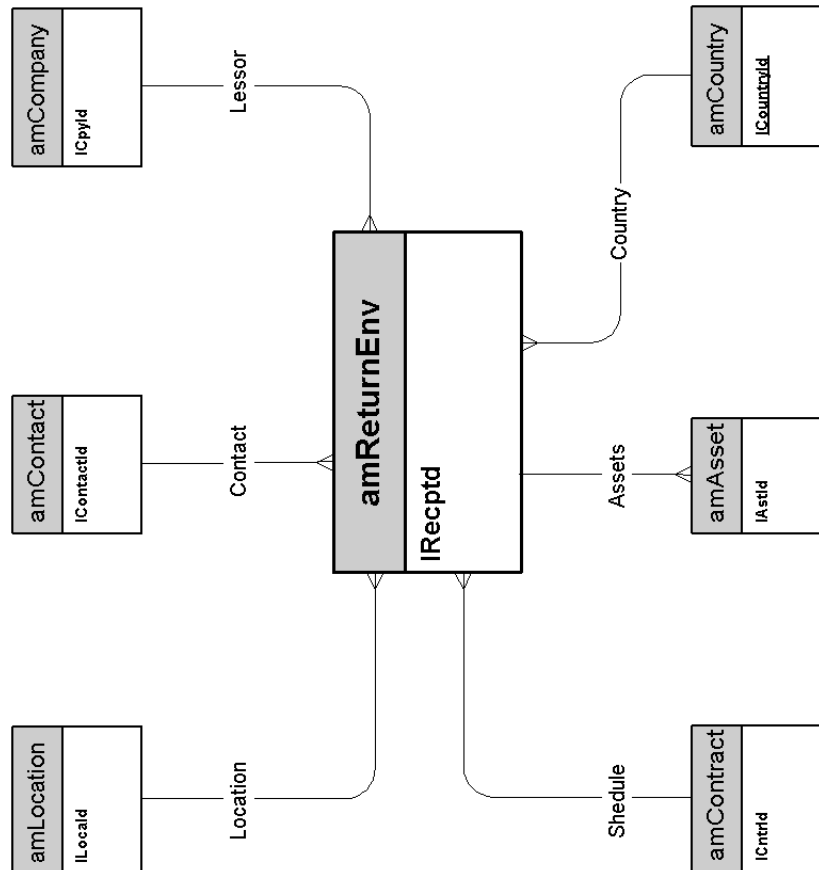 amLocation
lLocaId
amContact
lContactId
amCompany
lCpyId
Location
Contact
Lessor
amReturnEnv
lRecptd
Shedule
Assets
Country
amContract
lCntrId
amAsset
lAstId
amCountry
lCountryId